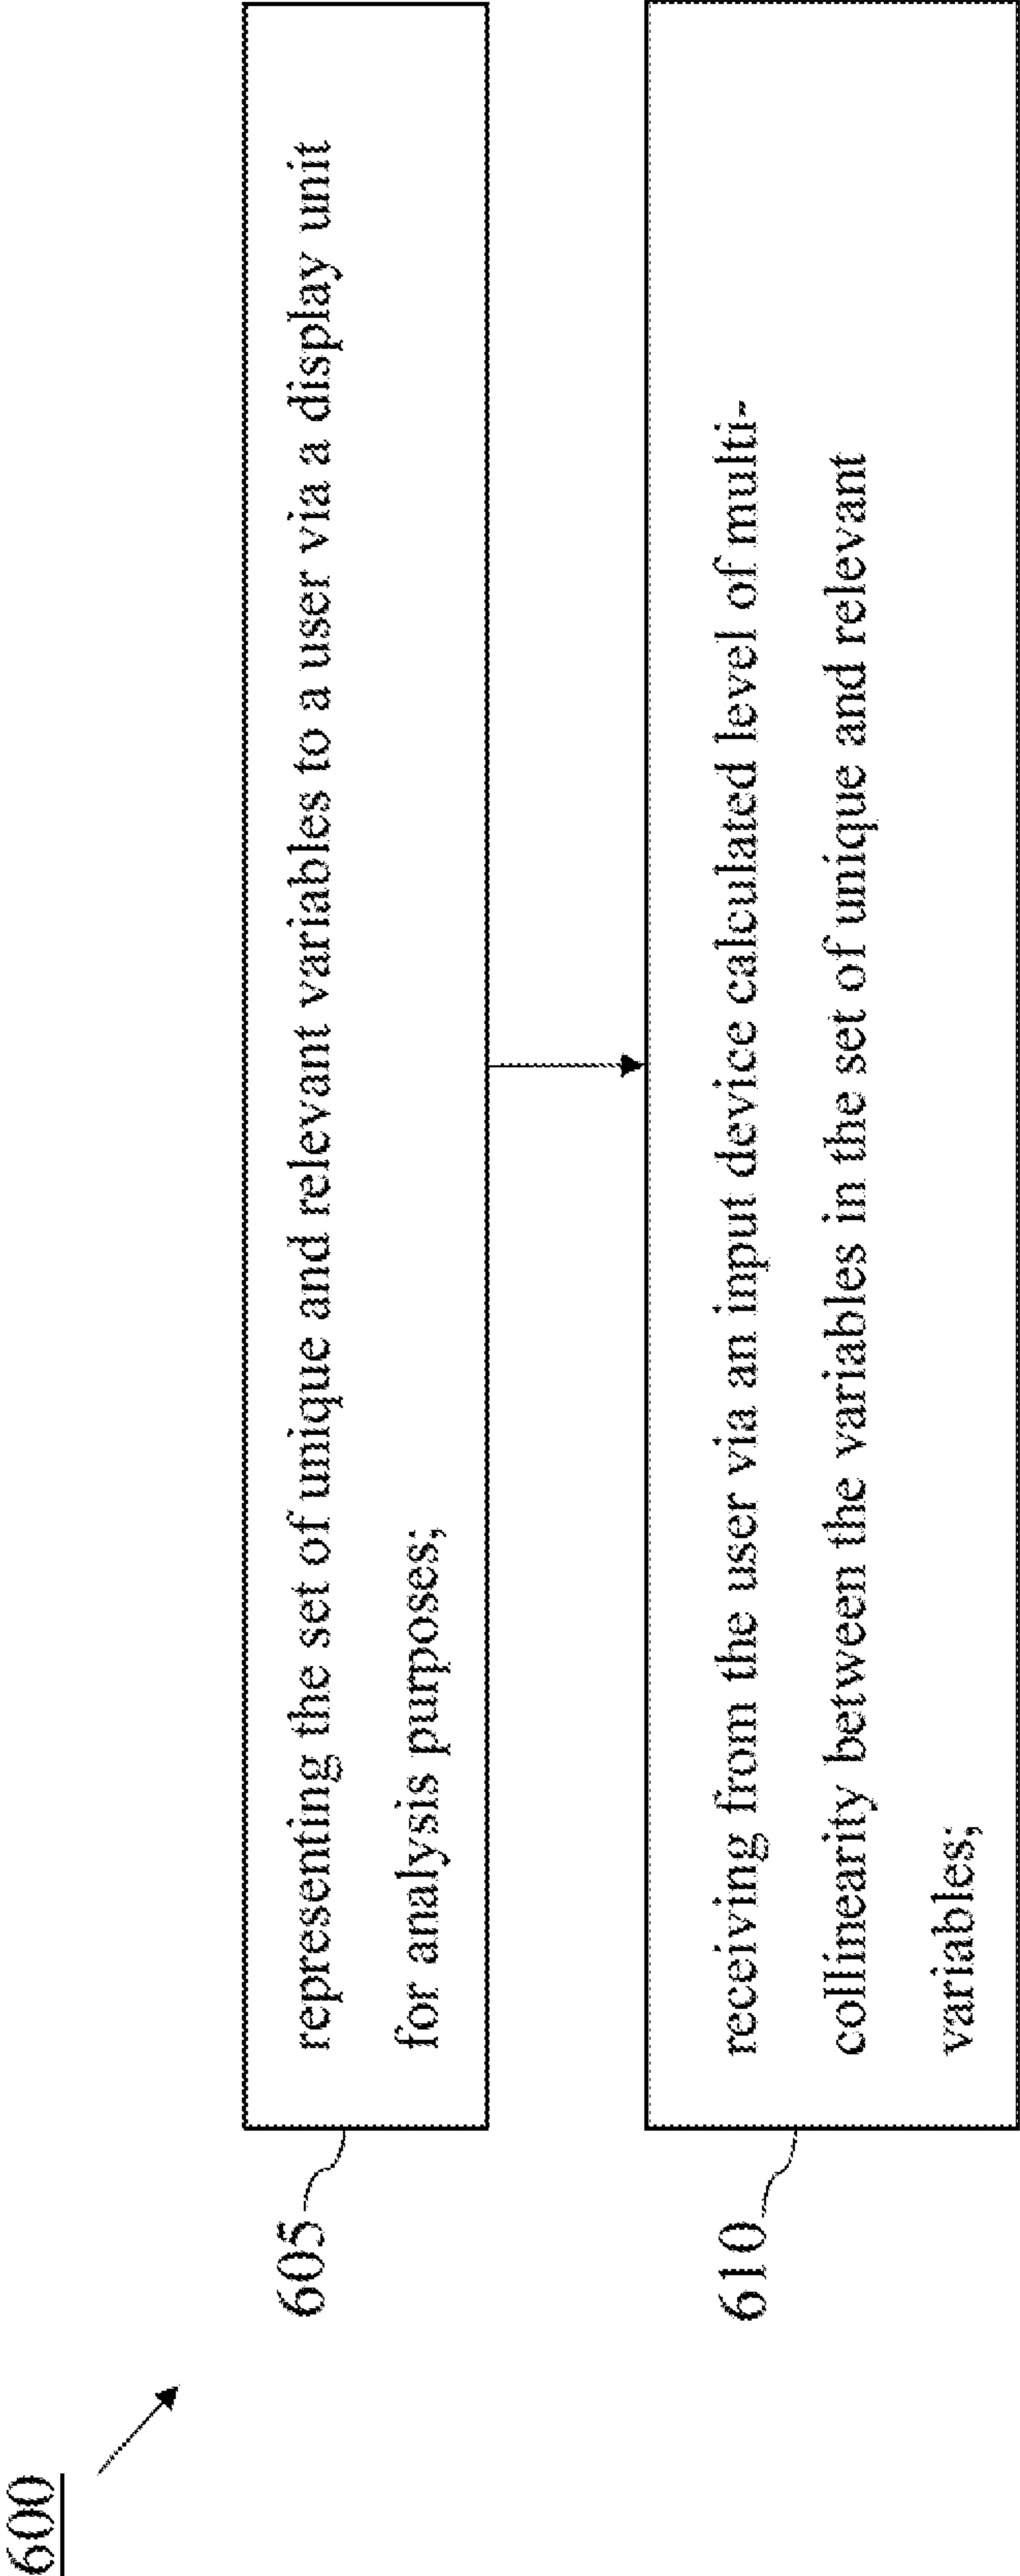 600
605
representing the set of unique and relevant variables to a user via a display unit
for analysis purposes;
610
receiving from the user via an input device calculated level of multi-
collinearity between the variables in the set of unique and relevant
variables;